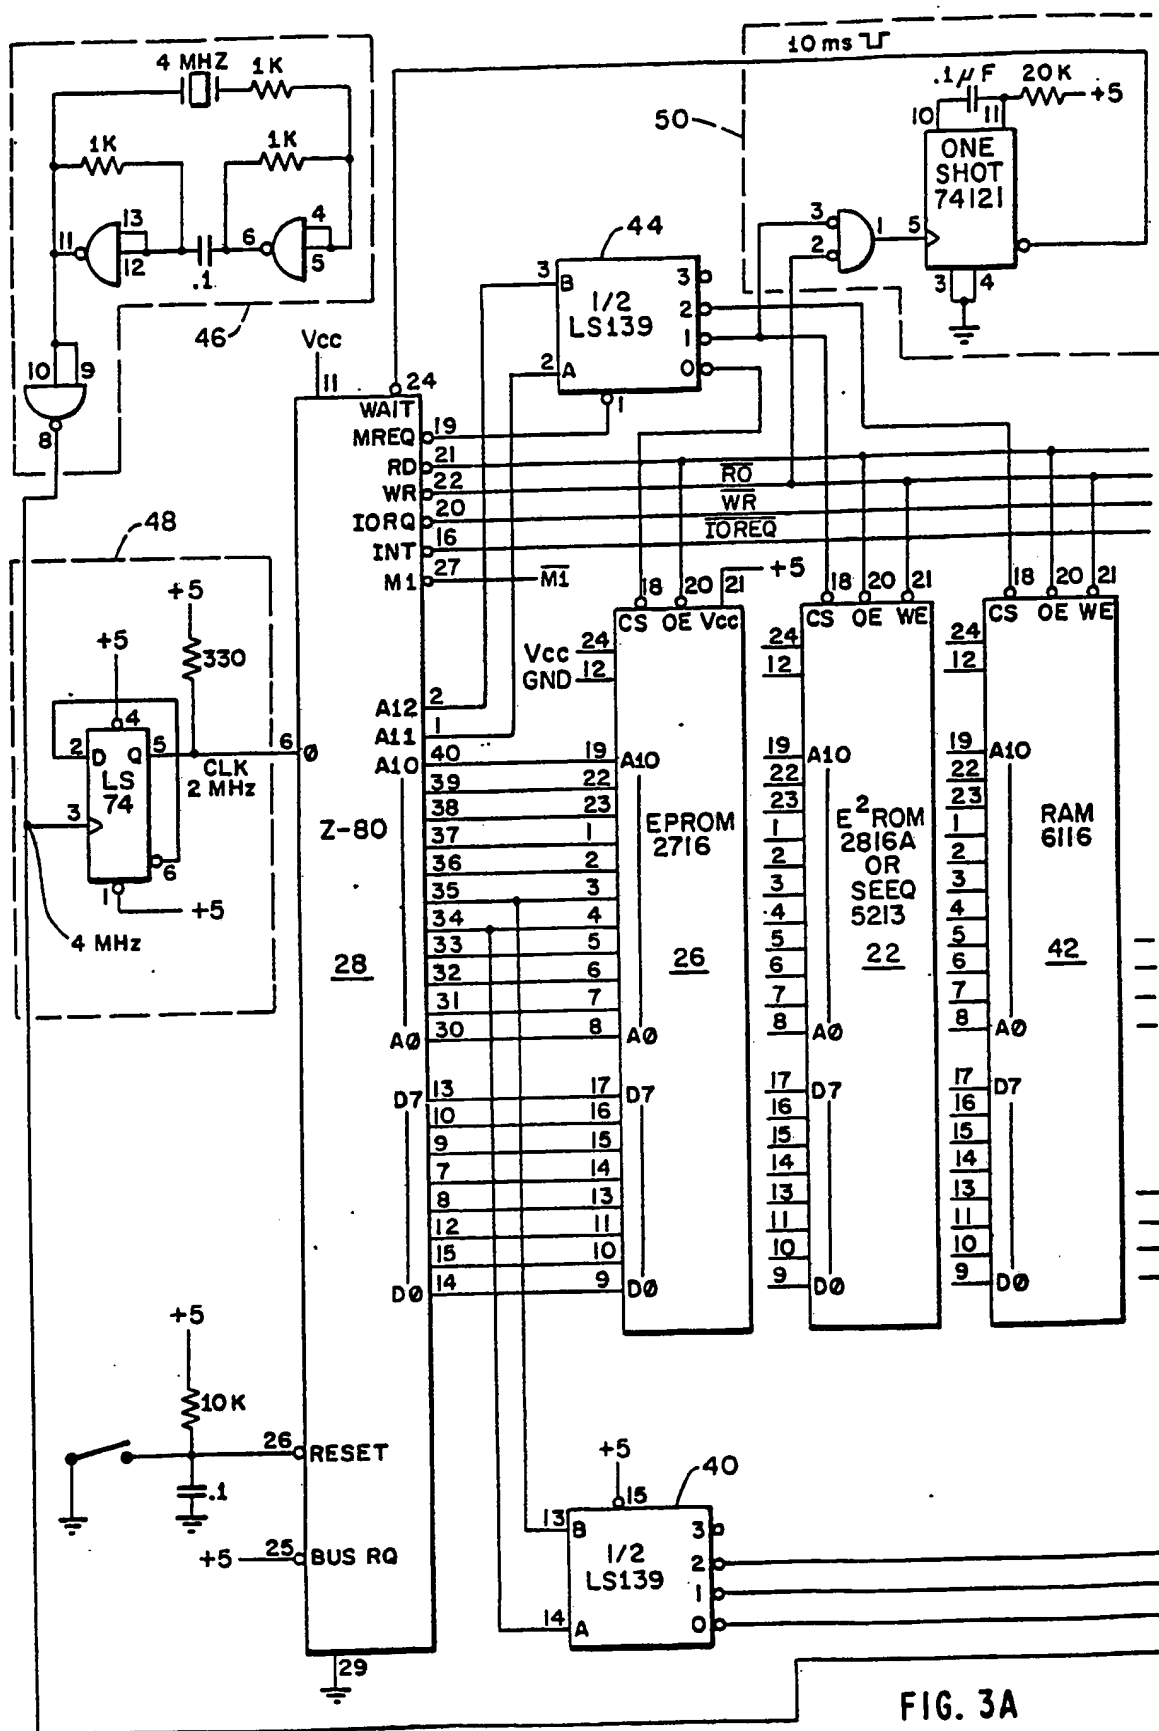 10 ms
4 MHZ
1K
.1 µF
20K
+5
50
10
11
ONE
SHOT
74121
1K
1K
11
13
12
6
4
5
.1
3
2
1
5
3
4
44
3
B
1/2
LS139
2
A
3
2
1
0
1
46
10
9
8
Vcc
11
24
WAIT
MREQ
19
RD
21
WR
22
IORQ
20
INT
16
M1
27
M1
RO
WR
IOREQ
48
+5
+5
330
4
2
D
Q
5
LS
74
3
6
1
+5
4 MHz
CLK
2 MHz
6
Ø
Z-80
28
18
20
21
+5
CS
OE
Vcc
Vcc
24
GND
12
18
20
21
CS
OE
WE
24
12
18
20
21
CS
OE
WE
24
12
A12
2
A11
1
A10
40
19
A10
39
22
38
23
37
1
36
2
35
3
34
4
33
5
32
6
31
7
AØ
30
8
AØ
EPROM
2716
26
19
A10
22
23
1
2
3
4
5
6
7
8
AØ
E²ROM
2816A
OR
SEEQ
5213
22
19
A10
22
23
1
2
3
4
5
6
7
8
AØ
RAM
6116
42
D7
13
17
D7
10
16
9
15
7
14
8
13
12
11
15
10
DØ
14
9
DØ
17
D7
16
15
14
13
11
10
9
DØ
17
D7
16
15
14
13
11
10
9
DØ
+5
10K
26
RESET
.1
+5
25
BUS RQ
29
+5
15
40
13
B
1/2
LS139
14
A
3
2
1
0
FIG. 3A